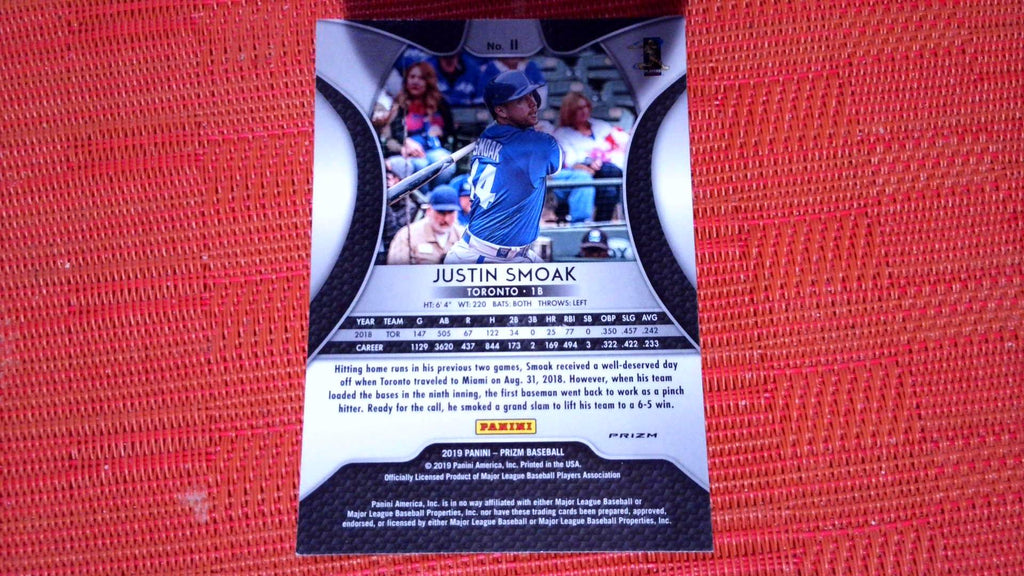 No. 11
SMOAK
14
JUSTIN SMOAK
TORONTO • 1B
HT: 6' 4" WT: 220 BATS: BOTH THROWS: LEFT
YEAR TEAM G AB R H 2B 3B HR RBI SB OBP SLG AVG
2018 TOR 147 505 67 122 34 0 25 77 0 .350 .457 .242
CAREER 1129 3620 437 844 173 2 169 494 3 .322 .422 .233
Hitting home runs in his previous two games, Smoak received a well-deserved day
off when Toronto traveled to Miami on Aug. 31, 2018. However, when his team
loaded the bases in the ninth inning, the first baseman went back to work as a pinch
hitter. Ready for the call, he smoked a grand slam to lift his team to a 6-5 win.
PANINI
PRIZM
2019 PANINI – PRIZM BASEBALL
© 2019 Panini America, Inc. Printed in the USA.
Officially Licensed Product of Major League Baseball Players Association
Panini America, Inc. is in no way affiliated with either Major League Baseball or
Major League Baseball Properties, Inc. nor have these trading cards been prepared, approved,
endorsed, or licensed by either Major League Baseball or Major League Baseball Properties, Inc.